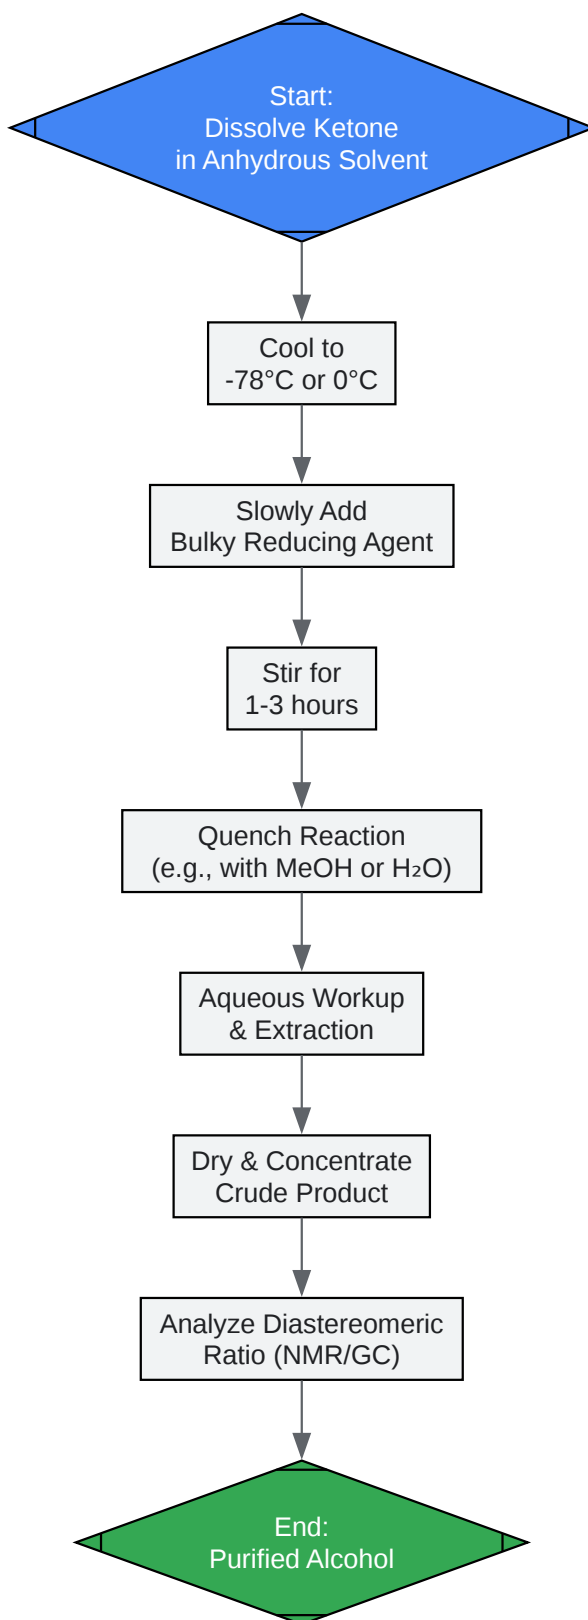 Start:
Dissolve Ketone
in Anhydrous Solvent
Cool to
-78°C or 0°C
Slowly Add
Bulky Reducing Agent
Stir for
1-3 hours
Quench Reaction
(e.g., with MeOH or H₂O)
Aqueous Workup
& Extraction
Dry & Concentrate
Crude Product
Analyze Diastereomeric
Ratio (NMR/GC)
End:
Purified Alcohol